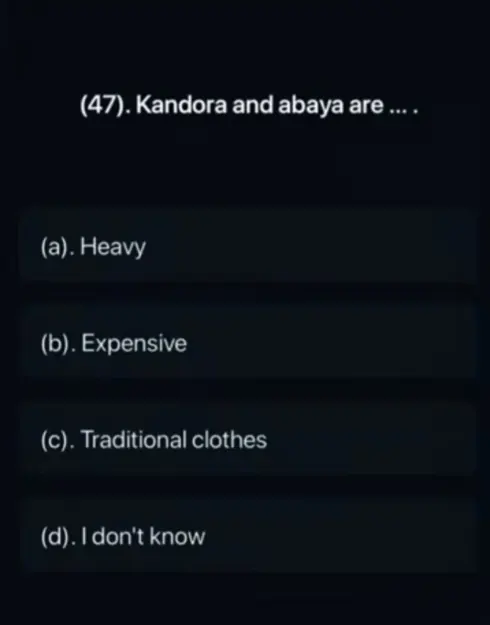 (47). Kandora and abaya are ... .
(a). Heavy
(b). Expensive
(c). Traditional clothes
(d). I don't know